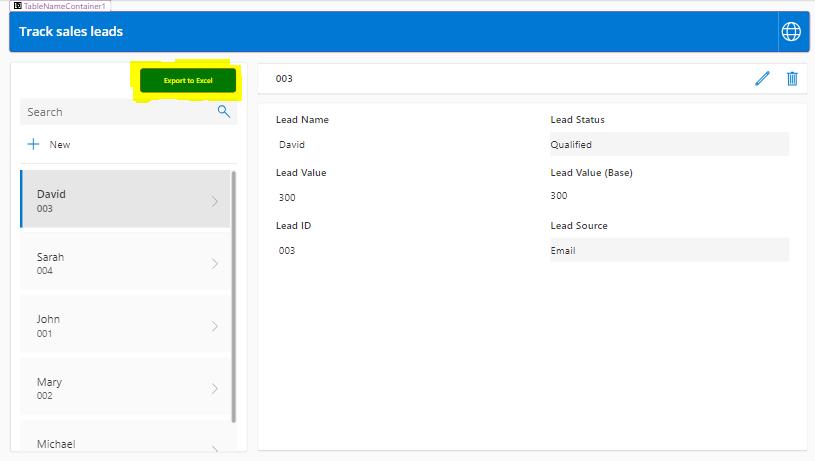 TableNameContainer1
Track sales leads
Export to Excel
Search
New
David
003
Sarah
004
John
001
Mary
002
Michael
003
Lead Name
David
Lead Status
Qualified
Lead Value
300
Lead Value (Base)
300
Lead ID
003
Lead Source
Email